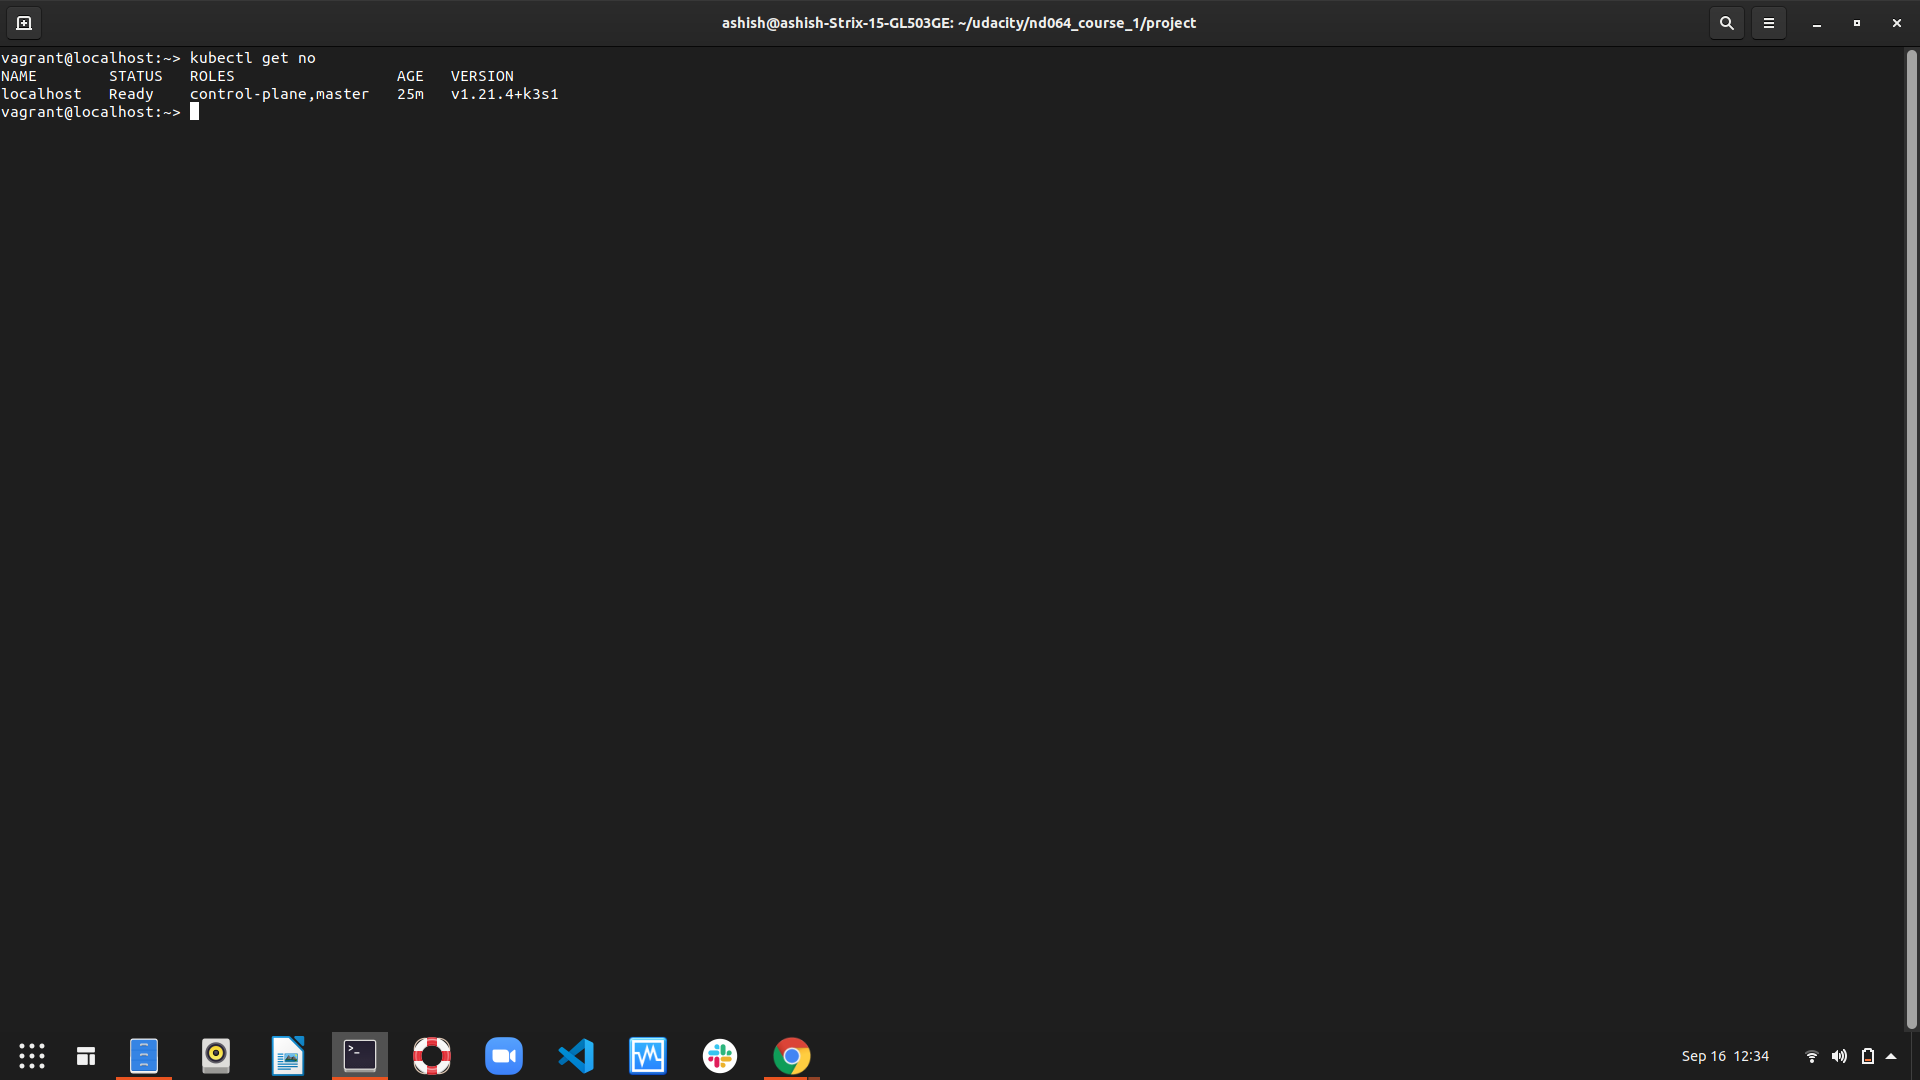 ashish@ashish-Strix-15-GL503GE: ~/udacity/nd064_course_1/project
vagrant@localhost:~> kubectl get no
NAME        STATUS   ROLES                  AGE   VERSION
localhost   Ready    control-plane,master   25m   v1.21.4+k3s1
vagrant@localhost:~>
Sep 16 12:34